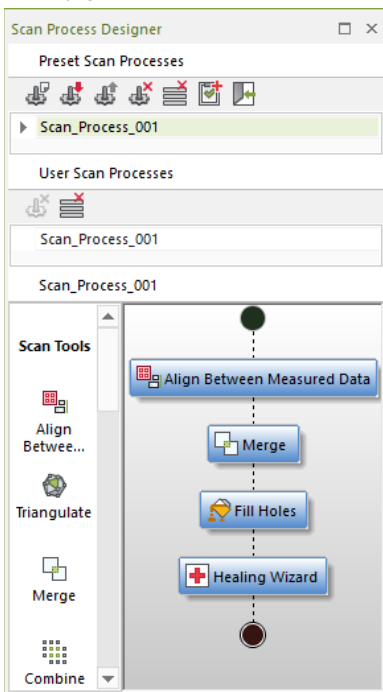 Scan Process Designer
Preset Scan Processes
Scan_Process_001
User Scan Processes
Scan_Process_001
Scan_Process_001
Scan Tools
Align
Betwee...
Triangulate
Merge
Combine
Align Between Measured Data
Merge
Fill Holes
Healing Wizard